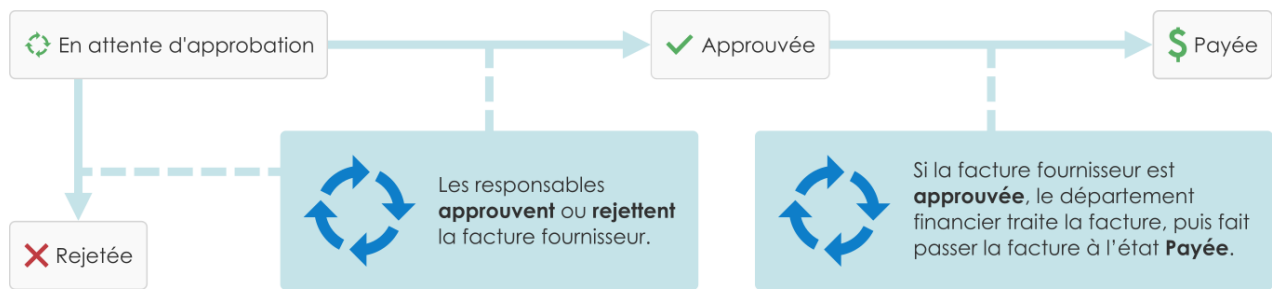 En attente d'approbation
Approuvée
$ Payée
Les responsables
approuvent ou rejettent
la facture fournisseur.
Si la facture fournisseur est
approuvée, le département
financier traite la facture, puis fait
passer la facture à l’état Payée.
Rejetée